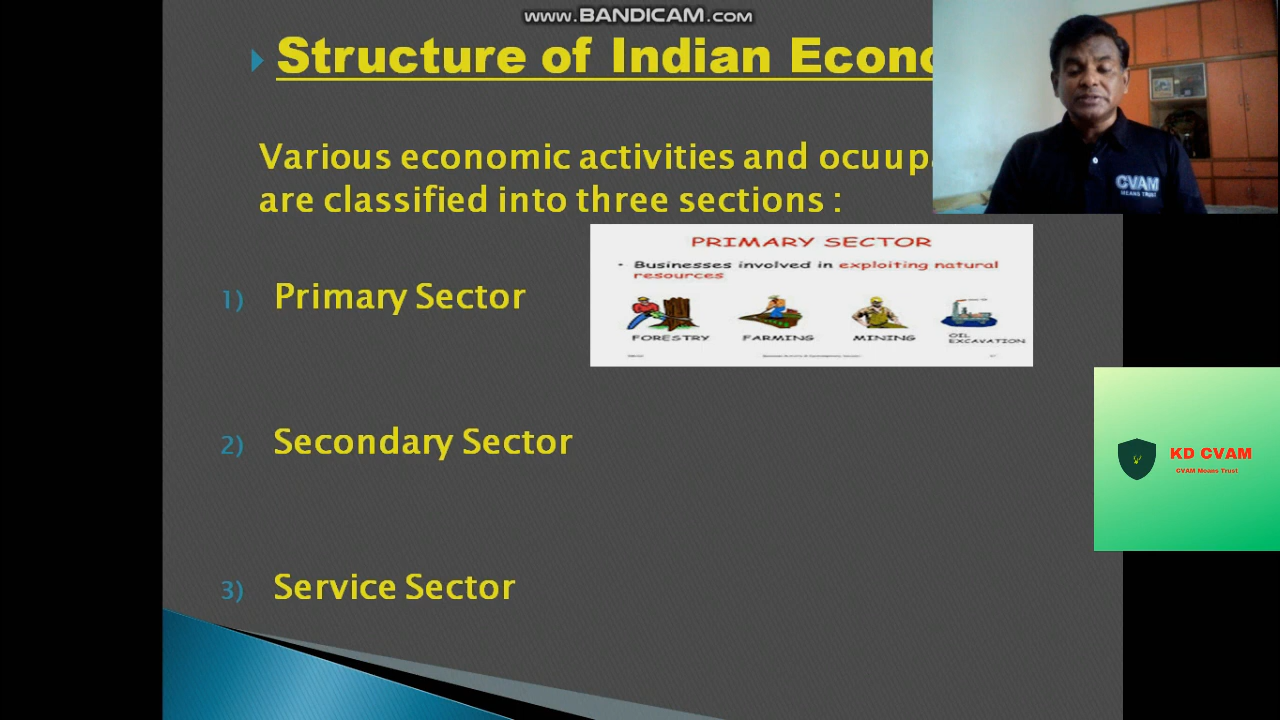 www.BANDICAM.com
Structure of Indian Econo
Various economic activities and ocuupa
are classified into three sections :
PRIMARY SECTOR
• Businesses involved in exploiting natural
resources
1) Primary Sector
FORESTRY FARMING MINING OIL
EXCAVATION
2) Secondary Sector
3) Service Sector
CVAM
MEANS TRUST
KD CVAM
CVAM Means Trust